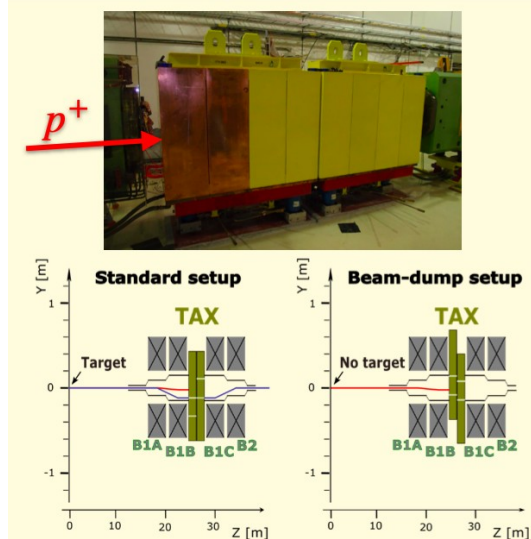 p+
Standard setup
Beam-dump setup
Y [m]
Y [m]
TAX
TAX
Target
No target
1
0
-1
1
0
-1
B1A
B1B
B1C
B2
B1A
B1B
B1C
B2
0
10
20
30
Z [m]
0
10
20
30
Z [m]